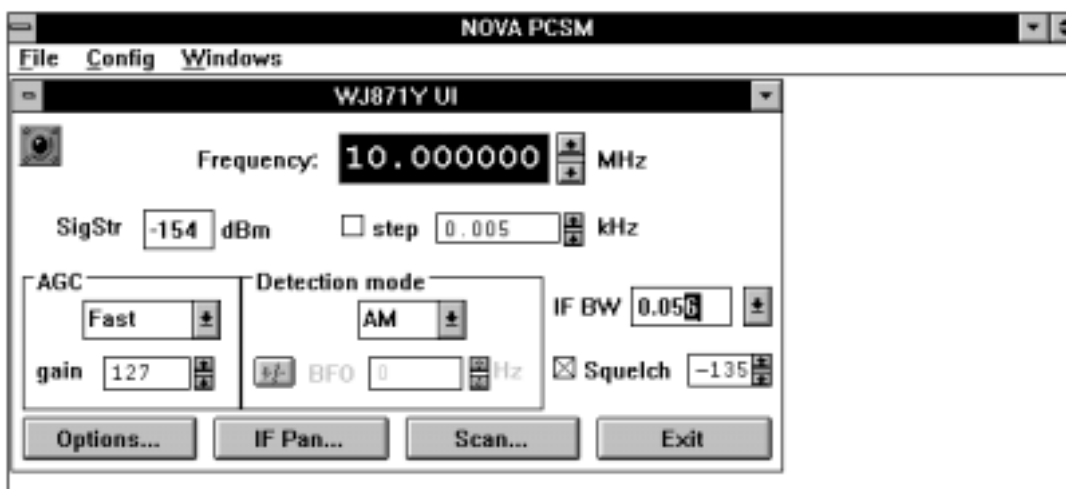 NOVA PCSM
File Config Windows
WJ871Y UI
Frequency: 10.000000 MHz
SigStr -154 dBm step 0.005 kHz
AGC Detection mode
Fast AM IF BW 0.056
gain 127 +/- BFO 0 Hz Squelch -135
Options... IF Pan... Scan... Exit